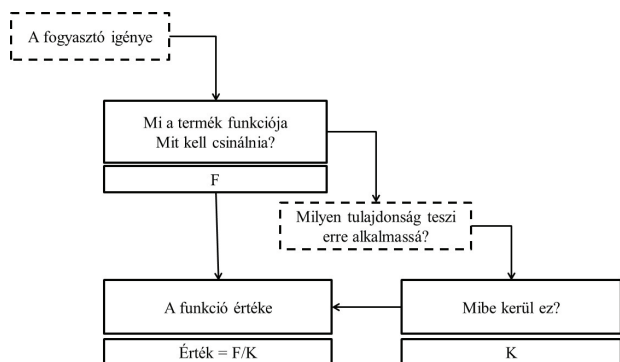 A fogyasztó igénye
Mi a termék funkciója
Mit kell csinálnia?
F
Milyen tulajdonság teszi
erre alkalmassá?
A funkció értéke
Mibe kerül ez?
Érték = F/K
K